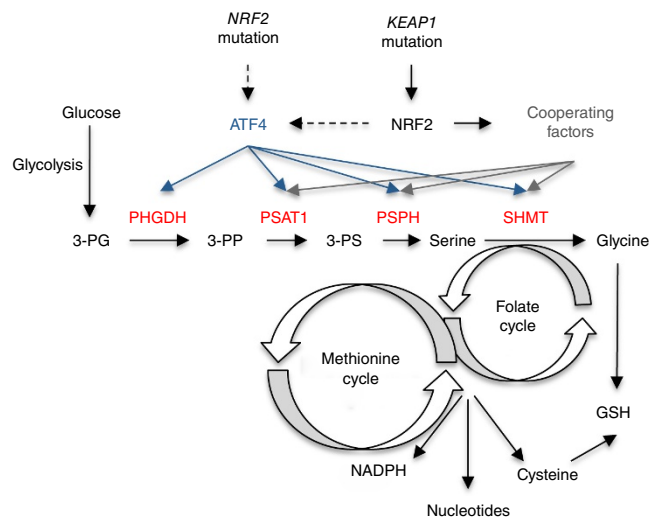 NRF2
mutation
KEAP1
mutation
Glucose
ATF4
NRF2
Cooperating
factors
Glycolysis
PHGDH
PSAT1
PSPH
SHMT
3-PG
3-PP
3-PS
Serine
Glycine
Folate
cycle
Methionine
cycle
GSH
NADPH
Cysteine
Nucleotides